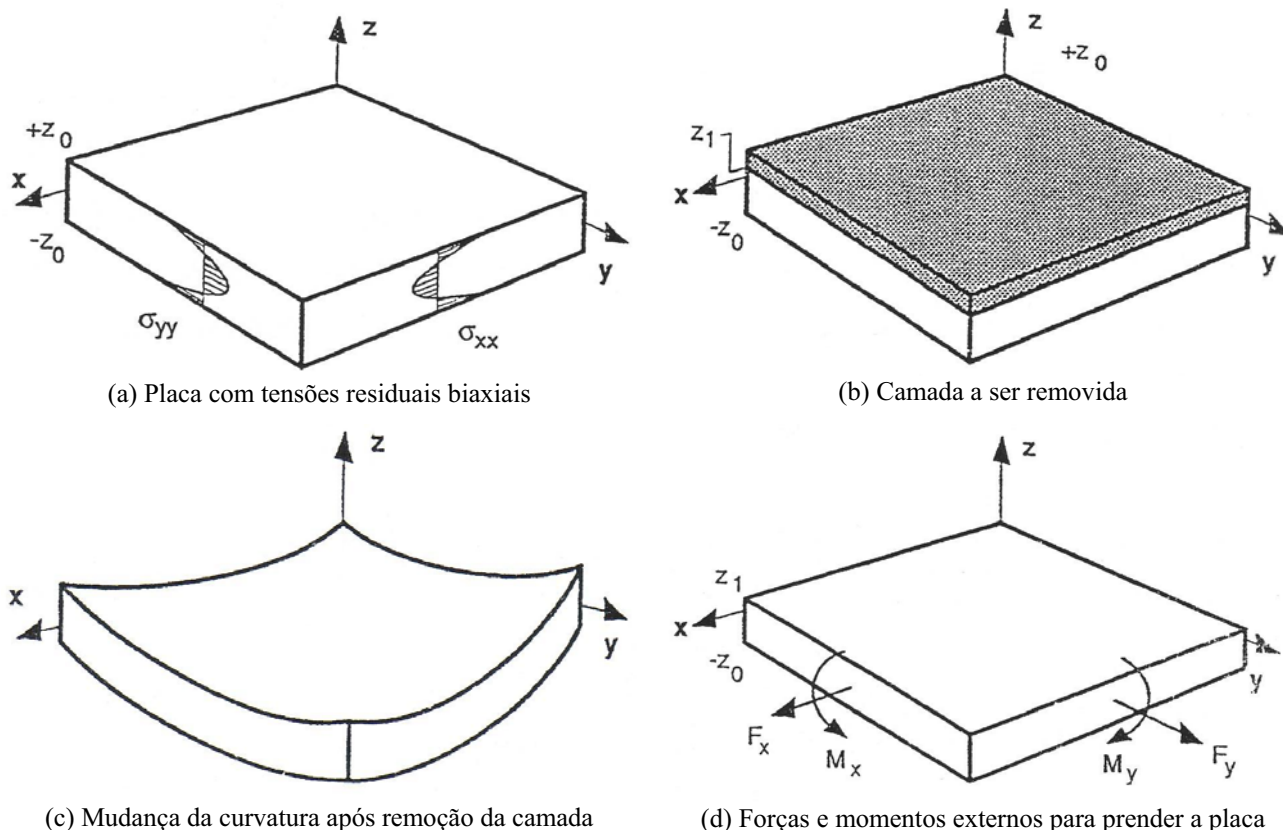 z
+z₀
x
-z₀
σyy
σxx
y
(a) Placa com tensões residuais biaxiais
z
+z₀
z₁
x
-z₀
y
(b) Camada a ser removida
z
x
y
(c) Mudança da curvatura após remoção da camada
z
z₁
x
-z₀
y
Fx
Mx
My
Fy
(d) Forças e momentos externos para prender a placa